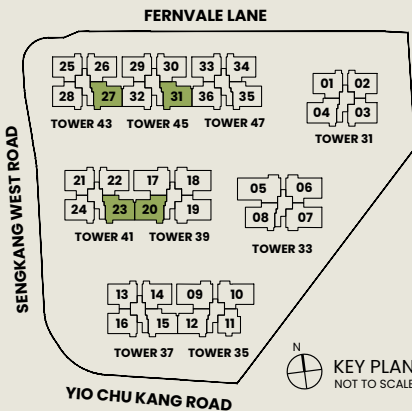 FERNVALE LANE
25 26 29 30 33 34
28 27 32 31 36 35
TOWER 43 TOWER 45 TOWER 47
01 02
04 03
TOWER 31
SENGKANG WEST ROAD
21 22 17 18
24 23 20 19
TOWER 41 TOWER 39
05 06
08 07
TOWER 33
13 14 09 10
16 15 12 11
TOWER 37 TOWER 35
N
KEY PLAN
NOT TO SCALE
YIO CHU KANG ROAD